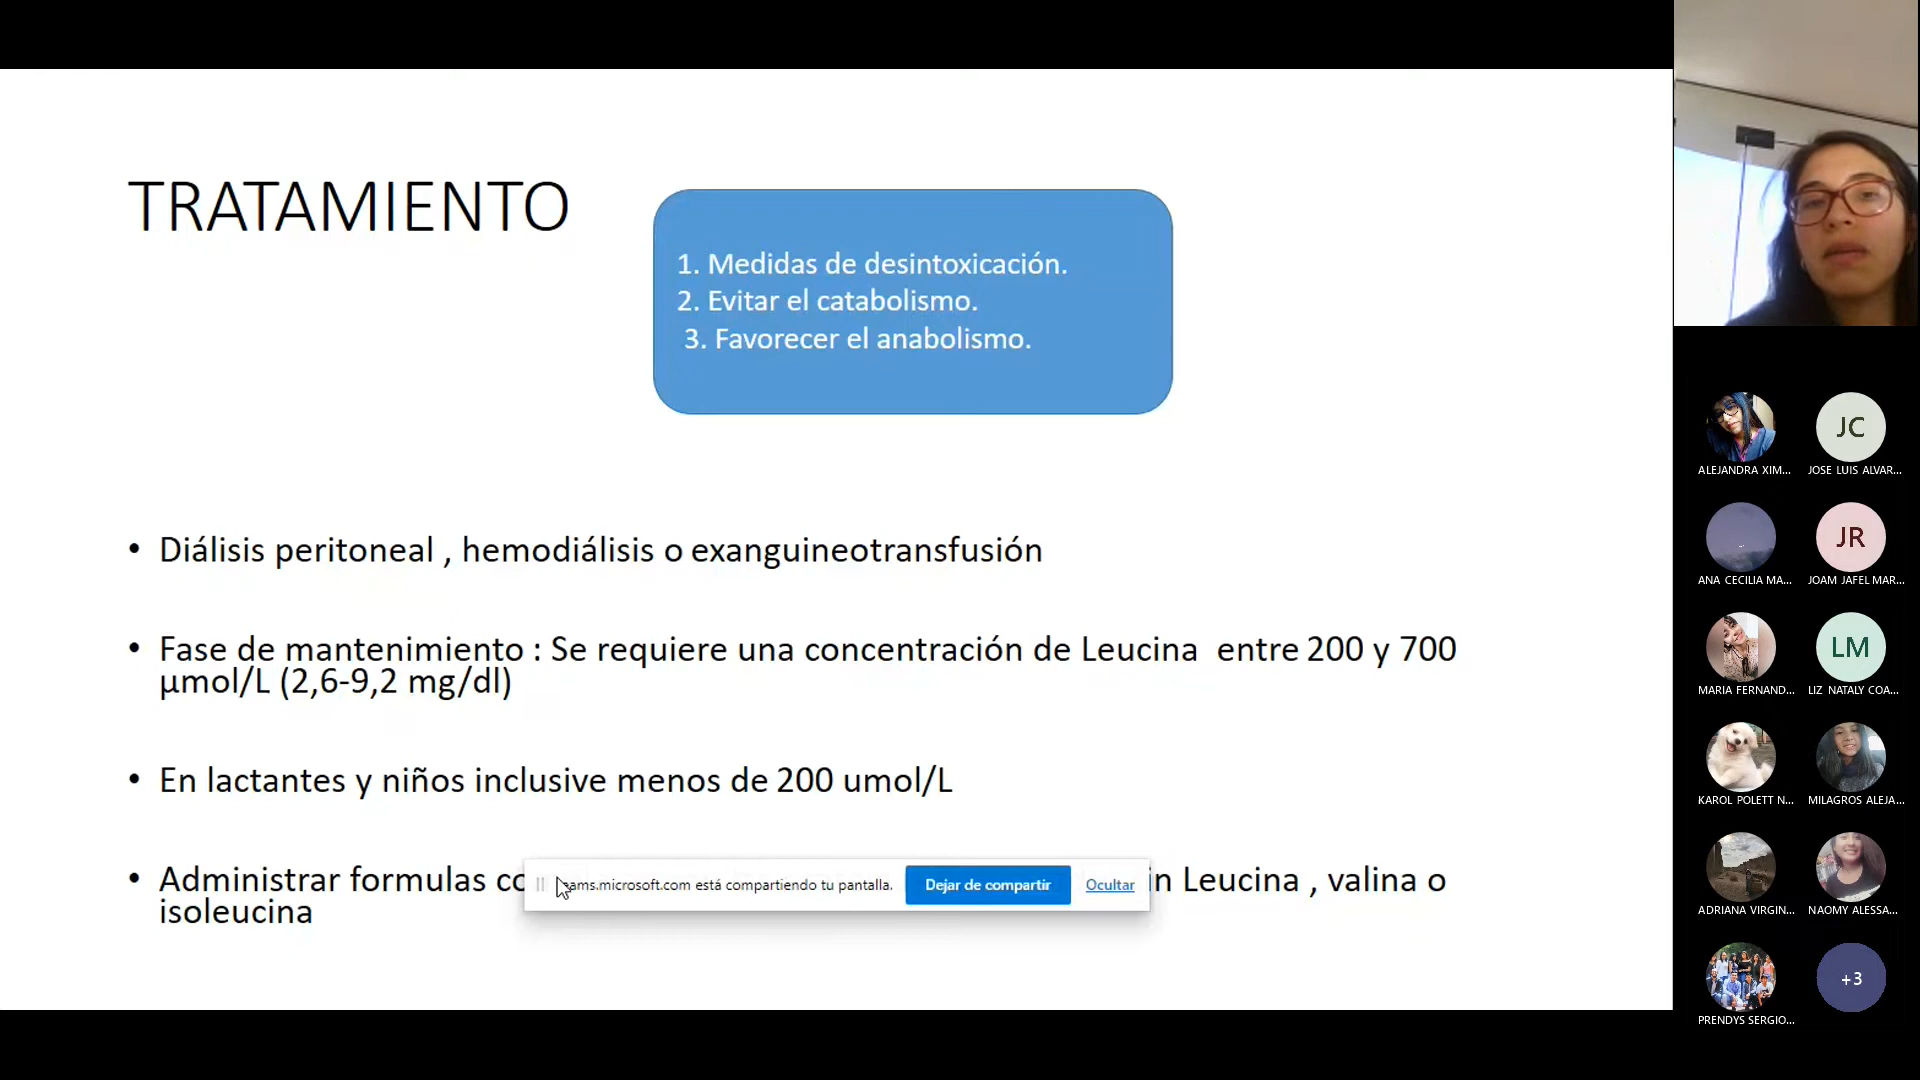 TRATAMIENTO
1. Medidas de desintoxicación.
2. Evitar el catabolismo.
3. Favorecer el anabolismo.
• Diálisis peritoneal , hemodiálisis o exanguineotransfusión
• Fase de mantenimiento : Se requiere una concentración de Leucina entre 200 y 700
µmol/L (2,6-9,2 mg/dl)
• En lactantes y niños inclusive menos de 200 umol/L
• Administrar formulas Leucina , valina o
isoleucina
ams.microsoft.com está compartiendo tu pantalla.
Dejar de compartir
Ocultar
JC
ALEJANDRA XIM...
JOSE LUIS ALVAR...
JR
ANA CECILIA MA...
JOAM JAFEL MAR...
LM
MARIA FERNAND...
LIZ NATALY COA...
KAROL POLETT N...
MILAGROS ALEJA...
ADRIANA VIRGIN...
NAOMY ALESSA...
+3
PRENDYS SERGIO...